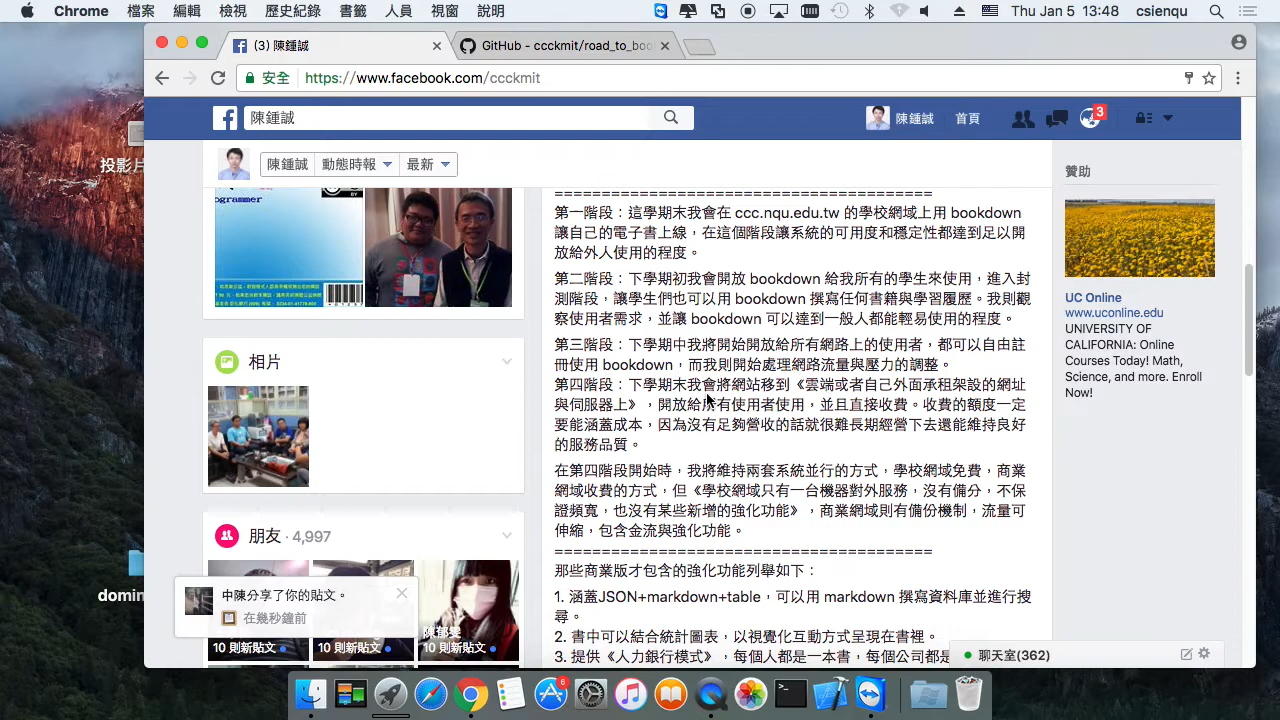 Chrome 檔案 編輯 檢視 歷史紀錄 書籤 人員 視窗 說明 Thu Jan 5 13:48 csienqu
(3) 陳鍾誠
GitHub - ccckmit/road_to_boo
安全 https://www.facebook.com/ccckmit
陳鍾誠
陳鍾誠 首頁 3
陳鍾誠 動態時報 最新
投影片
domin
ogrammer
BY
相片
朋友 · 4,997
陳郁雯
10 則新貼文 10 則新貼文 10 則新貼文
中陳分享了你的貼文。
在幾秒鐘前
========================================
第一階段：這學期末我會在 ccc.nqu.edu.tw 的學校網域上用 bookdown
讓自己的電子書上線，在這個階段讓系統的可用度和穩定性都達到足以開
放給外人使用的程度。
第二階段：下學期初我會開放 bookdown 給我所有的學生來使用，進入封
測階段，讓學生們也可以用 bookdown 撰寫任何書籍與學習履歷。我則觀
察使用者需求，並讓 bookdown 可以達到一般人都能輕易使用的程度。
第三階段：下學期中我將開始開放給所有網路上的使用者，都可以自由註
冊使用 bookdown，而我則開始處理網路流量與壓力的調整。
第四階段：下學期末我會將網站移到《雲端或者自己外面承租架設的網址
與伺服器上》，開放給所有使用者使用，並且直接收費。收費的額度一定
要能涵蓋成本，因為沒有足夠營收的話就很難長期經營下去還能維持良好
的服務品質。
在第四階段開始時，我將維持兩套系統並行的方式，學校網域免費，商業
網域收費的方式，但《學校網域只有一台機器對外服務，沒有備分，不保
證頻寬，也沒有某些新增的強化功能》，商業網域則有備份機制，流量可
伸縮，包含金流與強化功能。
========================================
那些商業版才包含的強化功能列舉如下：
1. 涵蓋JSON+markdown+table，可以用 markdown 撰寫資料庫並進行搜
尋。
2. 書中可以結合統計圖表，以視覺化互動方式呈現在書裡。
3. 提供《人力銀行模式》，每個人都是一本書，每個公司都是
贊助
UC Online
www.uconline.edu
UNIVERSITY OF
CALIFORNIA: Online
Courses Today! Math,
Science, and more. Enroll
Now!
聊天室(362)
6